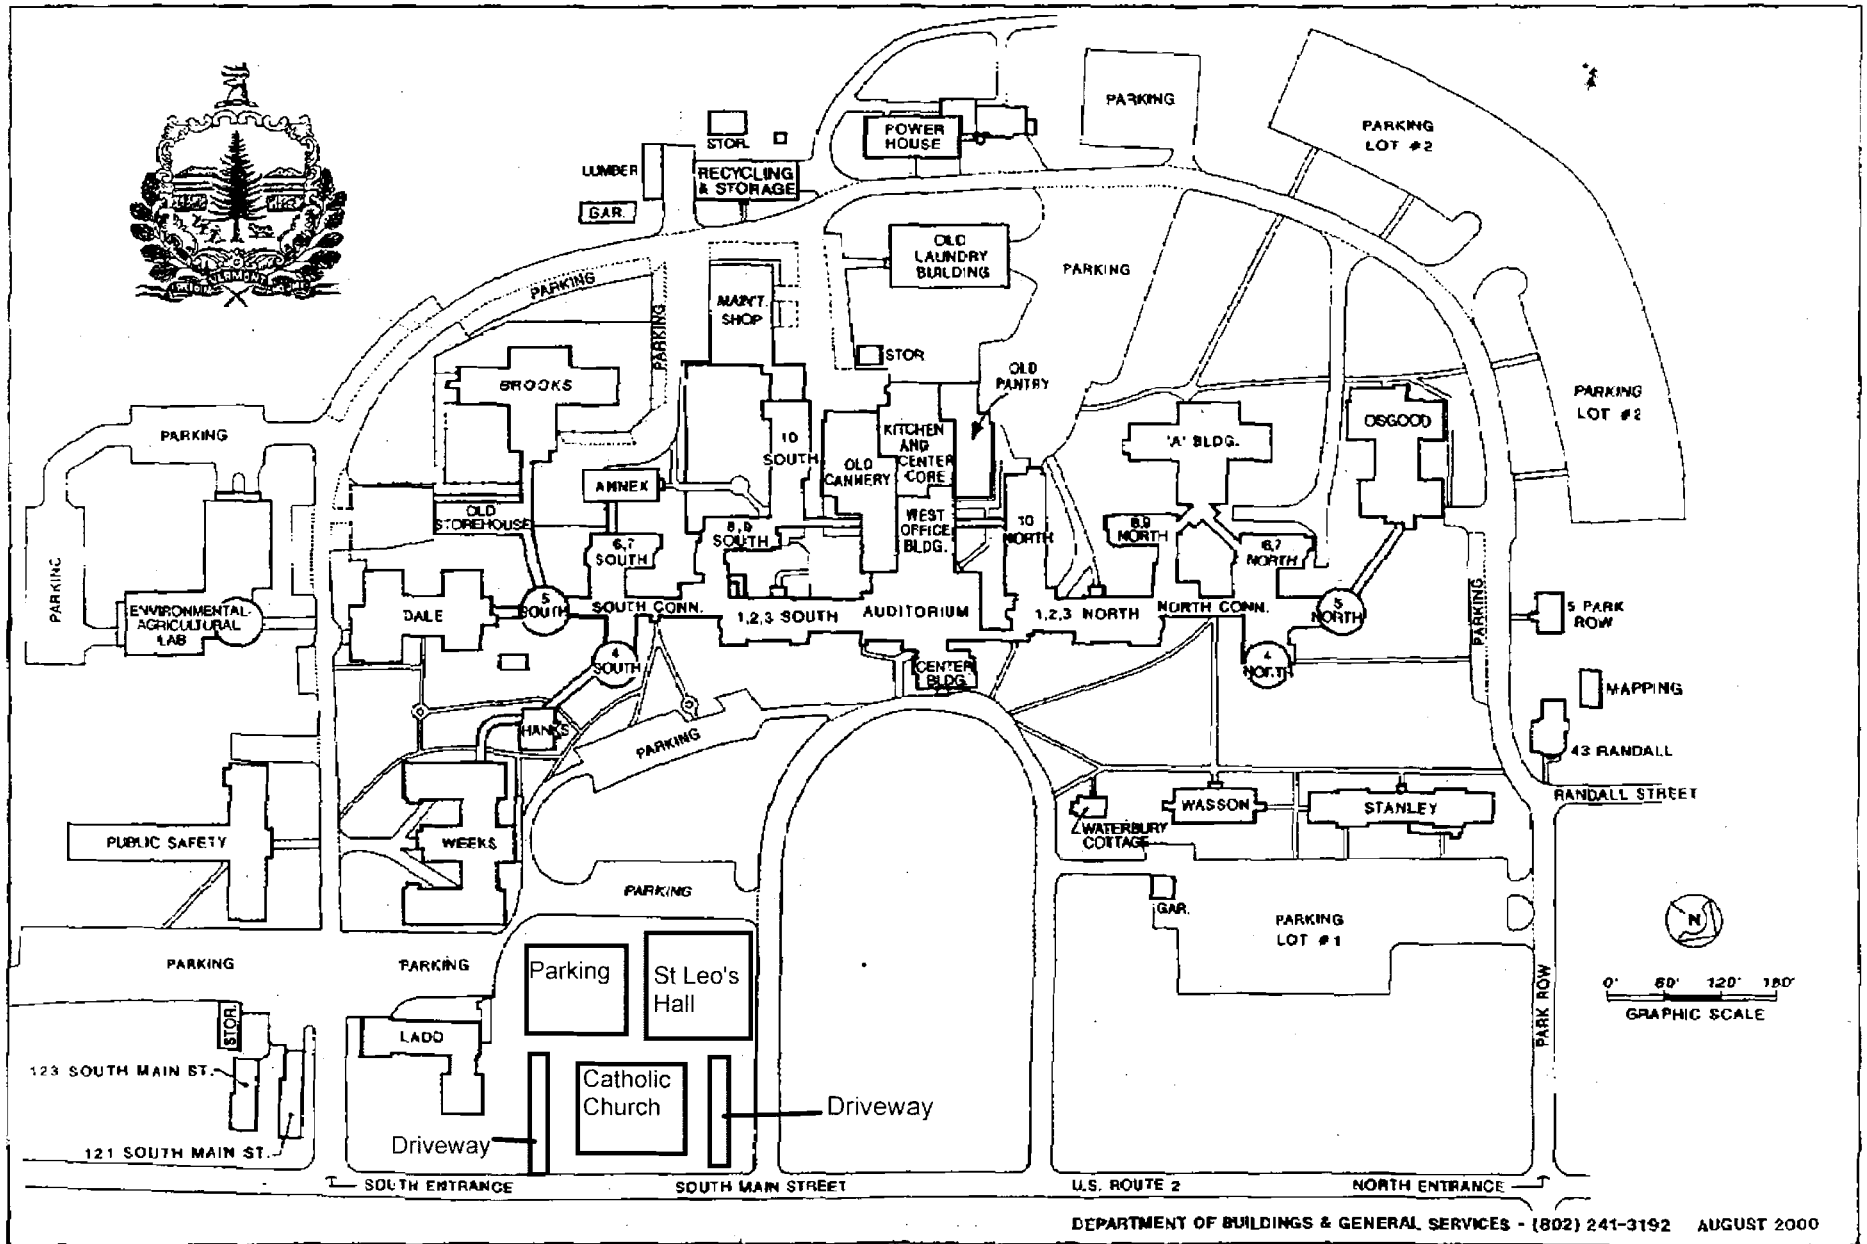 PARKING
PARKING
LOT #2
POWER
HOUSE
STOR.
LUMBER
RECYCLING
& STORAGE
GAR.
VERMONT
OLD
LAUNDRY
BUILDING
PARKING
PARKING
MAIN'T.
SHOP
PARKING
STOR
OLD
PANTRY
BROOKS
PARKING
LOT #2
OSGOOD
'A' BLDG.
PARKING
10
SOUTH
KITCHEN
AND
CENTER
CORE
OLD
CANNERY
ANNEX
OLD
STOREHOUSE
WEST
OFFICE
BLDG.
10
NORTH
8,9
SOUTH
8,9
NORTH
6,7
SOUTH
6,7
NORTH
PARKING
ENVIRONMENTAL-
AGRICULTURAL
LAB
DALE
5
SOUTH
SOUTH CONN.
1,2,3 SOUTH
AUDITORIUM
1,2,3 NORTH
NORTH CONN.
5
NORTH
PARKING
5 PARK
ROW
4
SOUTH
CENTER
BLDG.
4
NORTH
MAPPING
HANKS
PARKING
43 RANDALL
RANDALL STREET
WATERBURY
COTTAGE
WASSON
STANLEY
PUBLIC SAFETY
WEEKS
PARKING
GAR.
PARKING
LOT #1
N
PARKING
PARKING
Parking
St Leo's
Hall
0' 60' 120' 180'
GRAPHIC SCALE
PARK ROW
STOR.
LADD
123 SOUTH MAIN ST.
Catholic
Church
Driveway
Driveway
121 SOUTH MAIN ST.
SOUTH ENTRANCE
SOUTH MAIN STREET
U.S. ROUTE 2
NORTH ENTRANCE
DEPARTMENT OF BUILDINGS & GENERAL SERVICES - (802) 241-3192 AUGUST 2000